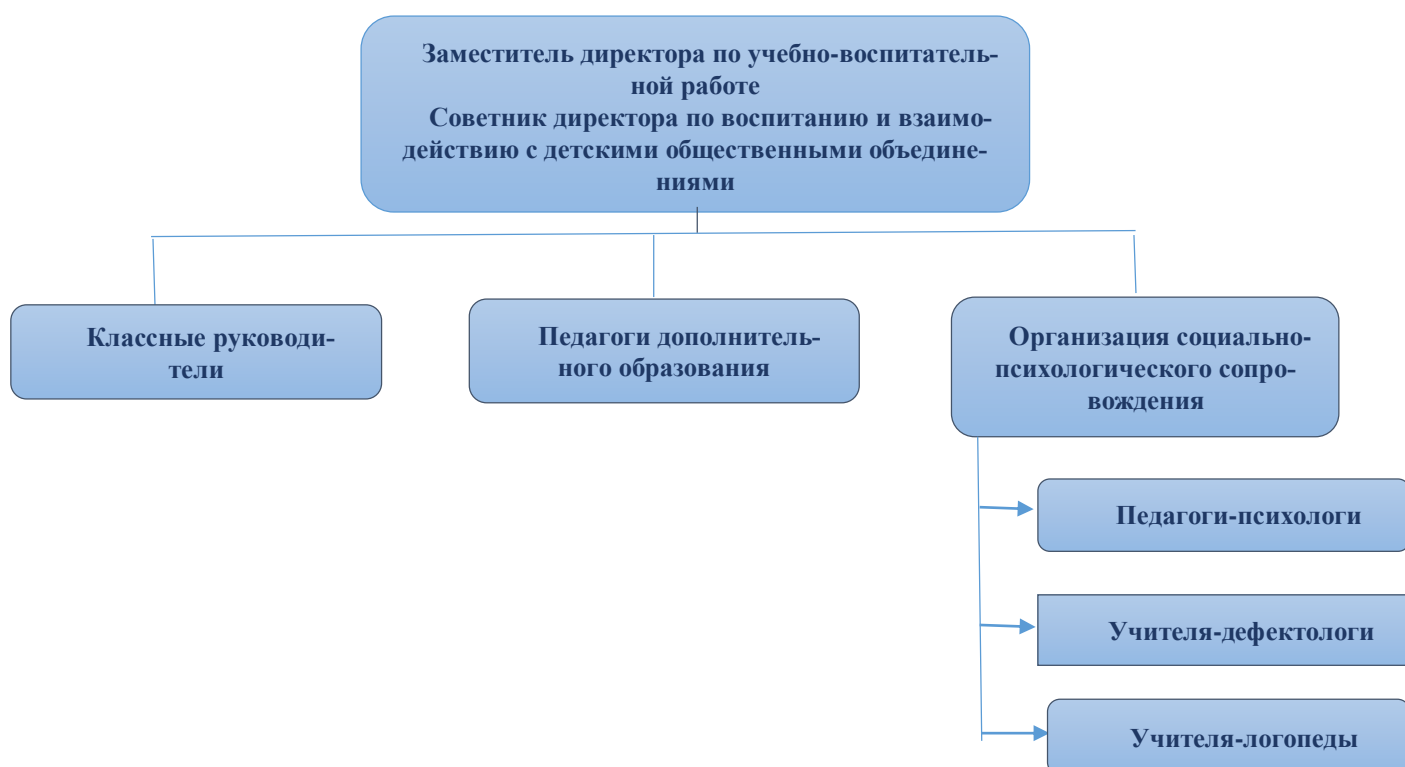 Заместитель директора по учебно-воспитатель-
ной работе
Советник директора по воспитанию и взаимо-
действию с детскими общественными объедине-
ниями
Классные руководи-
тели
Педагоги дополнитель-
ного образования
Организация социально-
психологического сопро-
вождения
Педагоги-психологи
Учителя-дефектологи
Учителя-логопеды